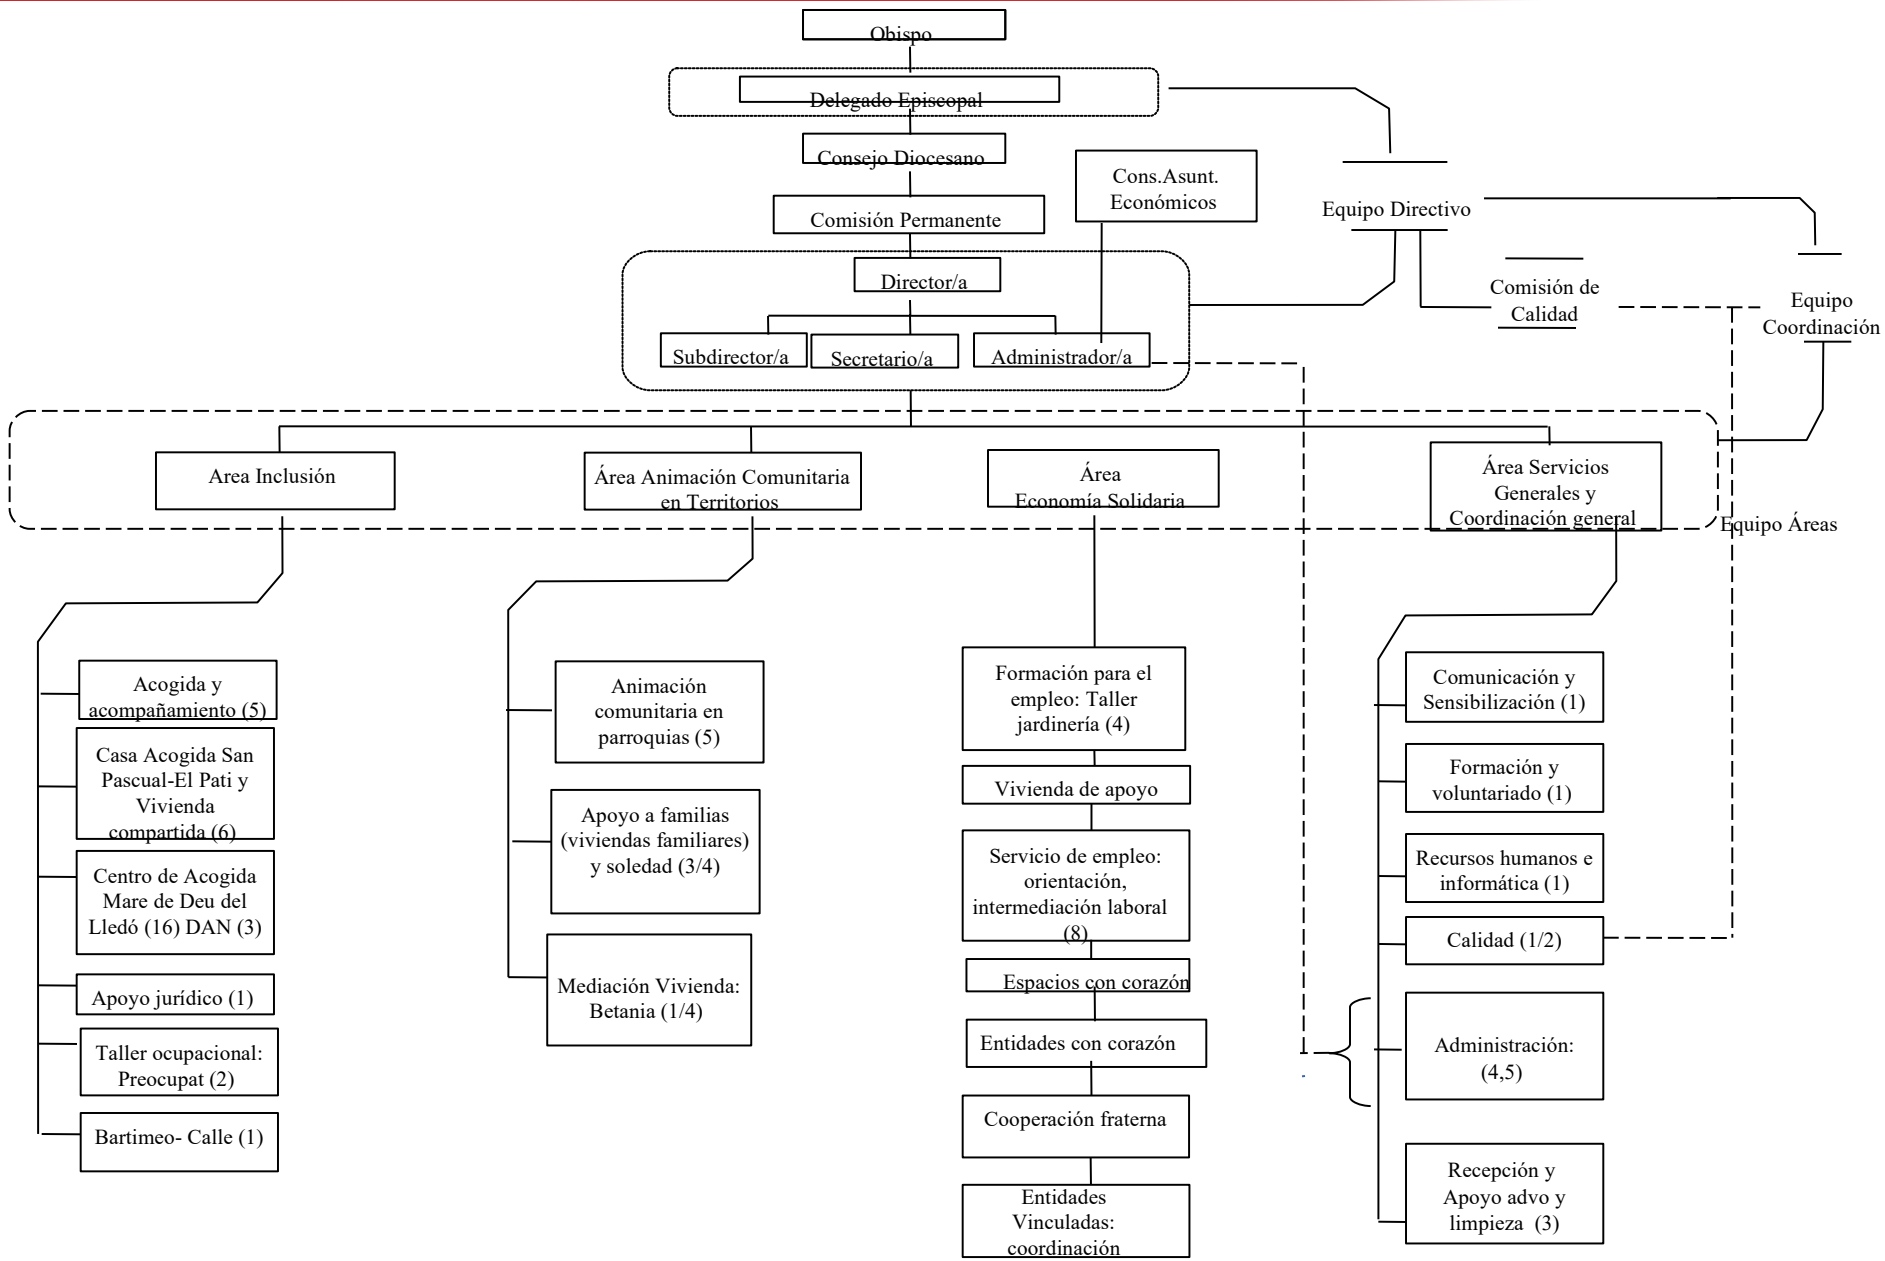 Obispo
Delegado Episcopal
Consejo Diocesano
Cons.Asunt.
Económicos
Comisión Permanente
Equipo Directivo
Director/a
Comisión de
Calidad
Equipo
Coordinación
Subdirector/a
Secretario/a
Administrador/a
Area Inclusión
Área Animación Comunitaria
en Territorios
Área
Economía Solidaria
Área Servicios
Generales y
Coordinación general
Equipo Áreas
Acogida y
acompañamiento (5)
Casa Acogida San
Pascual-El Pati y
Vivienda
compartida (6)
Centro de Acogida
Mare de Deu del
Lledó (16) DAN (3)
Apoyo jurídico (1)
Taller ocupacional:
Preocupat (2)
Bartimeo- Calle (1)
Animación
comunitaria en
parroquias (5)
Apoyo a familias
(viviendas familiares)
y soledad (3/4)
Mediación Vivienda:
Betania (1/4)
Formación para el
empleo: Taller
jardinería (4)
Vivienda de apoyo
Servicio de empleo:
orientación,
intermediación laboral
(8)
Espacios con corazón
Entidades con corazón
Cooperación fraterna
Entidades
Vinculadas:
coordinación
Comunicación y
Sensibilización (1)
Formación y
voluntariado (1)
Recursos humanos e
informática (1)
Calidad (1/2)
Administración:
(4,5)
Recepción y
Apoyo advo y
limpieza (3)